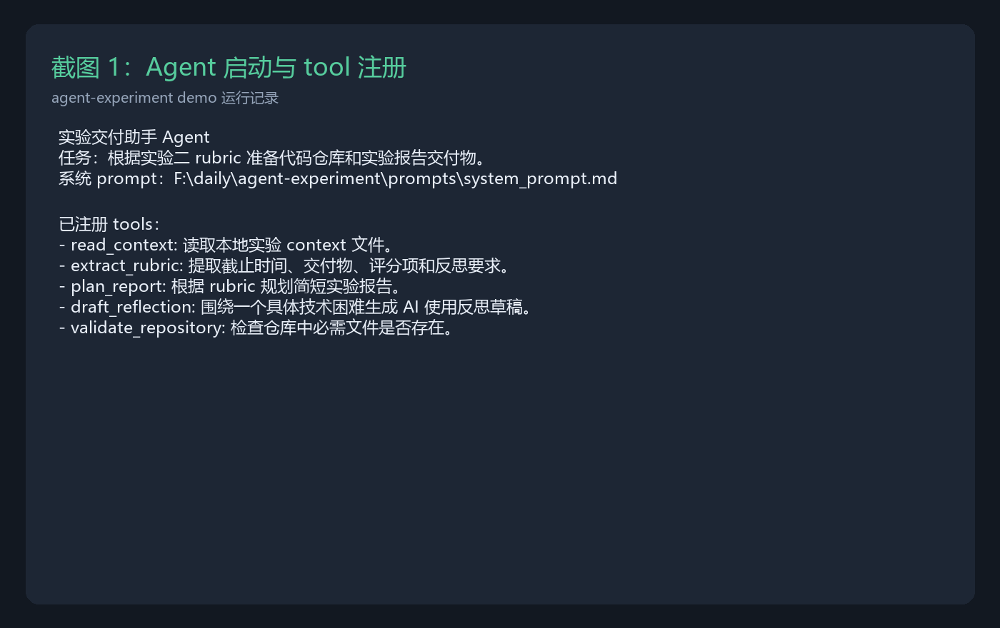 截图 1：Agent 启动与 tool 注册
agent-experiment demo 运行记录
实验交付助手 Agent
任务：根据实验二 rubric 准备代码仓库和实验报告交付物。
系统 prompt：F:\daily\agent-experiment\prompts\system_prompt.md
已注册 tools：
- read_context: 读取本地实验 context 文件。
- extract_rubric: 提取截止时间、交付物、评分项和反思要求。
- plan_report: 根据 rubric 规划简短实验报告。
- draft_reflection: 围绕一个具体技术困难生成 AI 使用反思草稿。
- validate_repository: 检查仓库中必需文件是否存在。